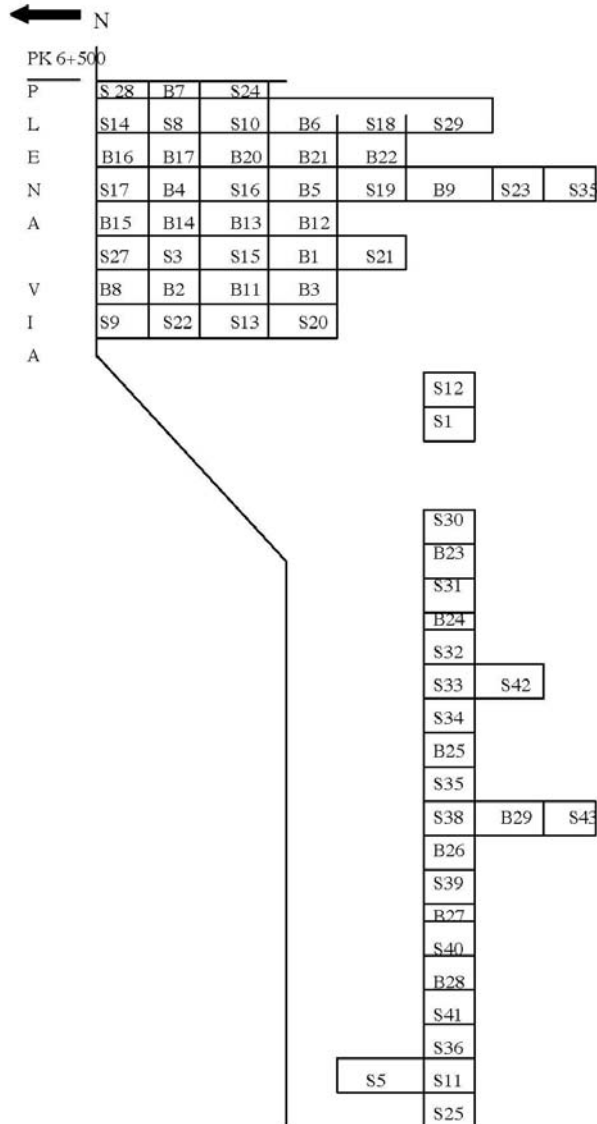 N
PK 6+500
P S 28 B7 S24
L S14 S8 S10 B6 S18 S29
E B16 B17 B20 B21 B22
N S17 B4 S16 B5 S19 B9 S23 S35
A B15 B14 B13 B12
S27 S3 S15 B1 S21
V B8 B2 B11 B3
I S9 S22 S13 S20
A
S12
S1
S30
B23
S31
B24
S32
S33 S42
S34
B25
S35
S38 B29 S43
B26
S39
B27
S40
B28
S41
S36
S5 S11
S25